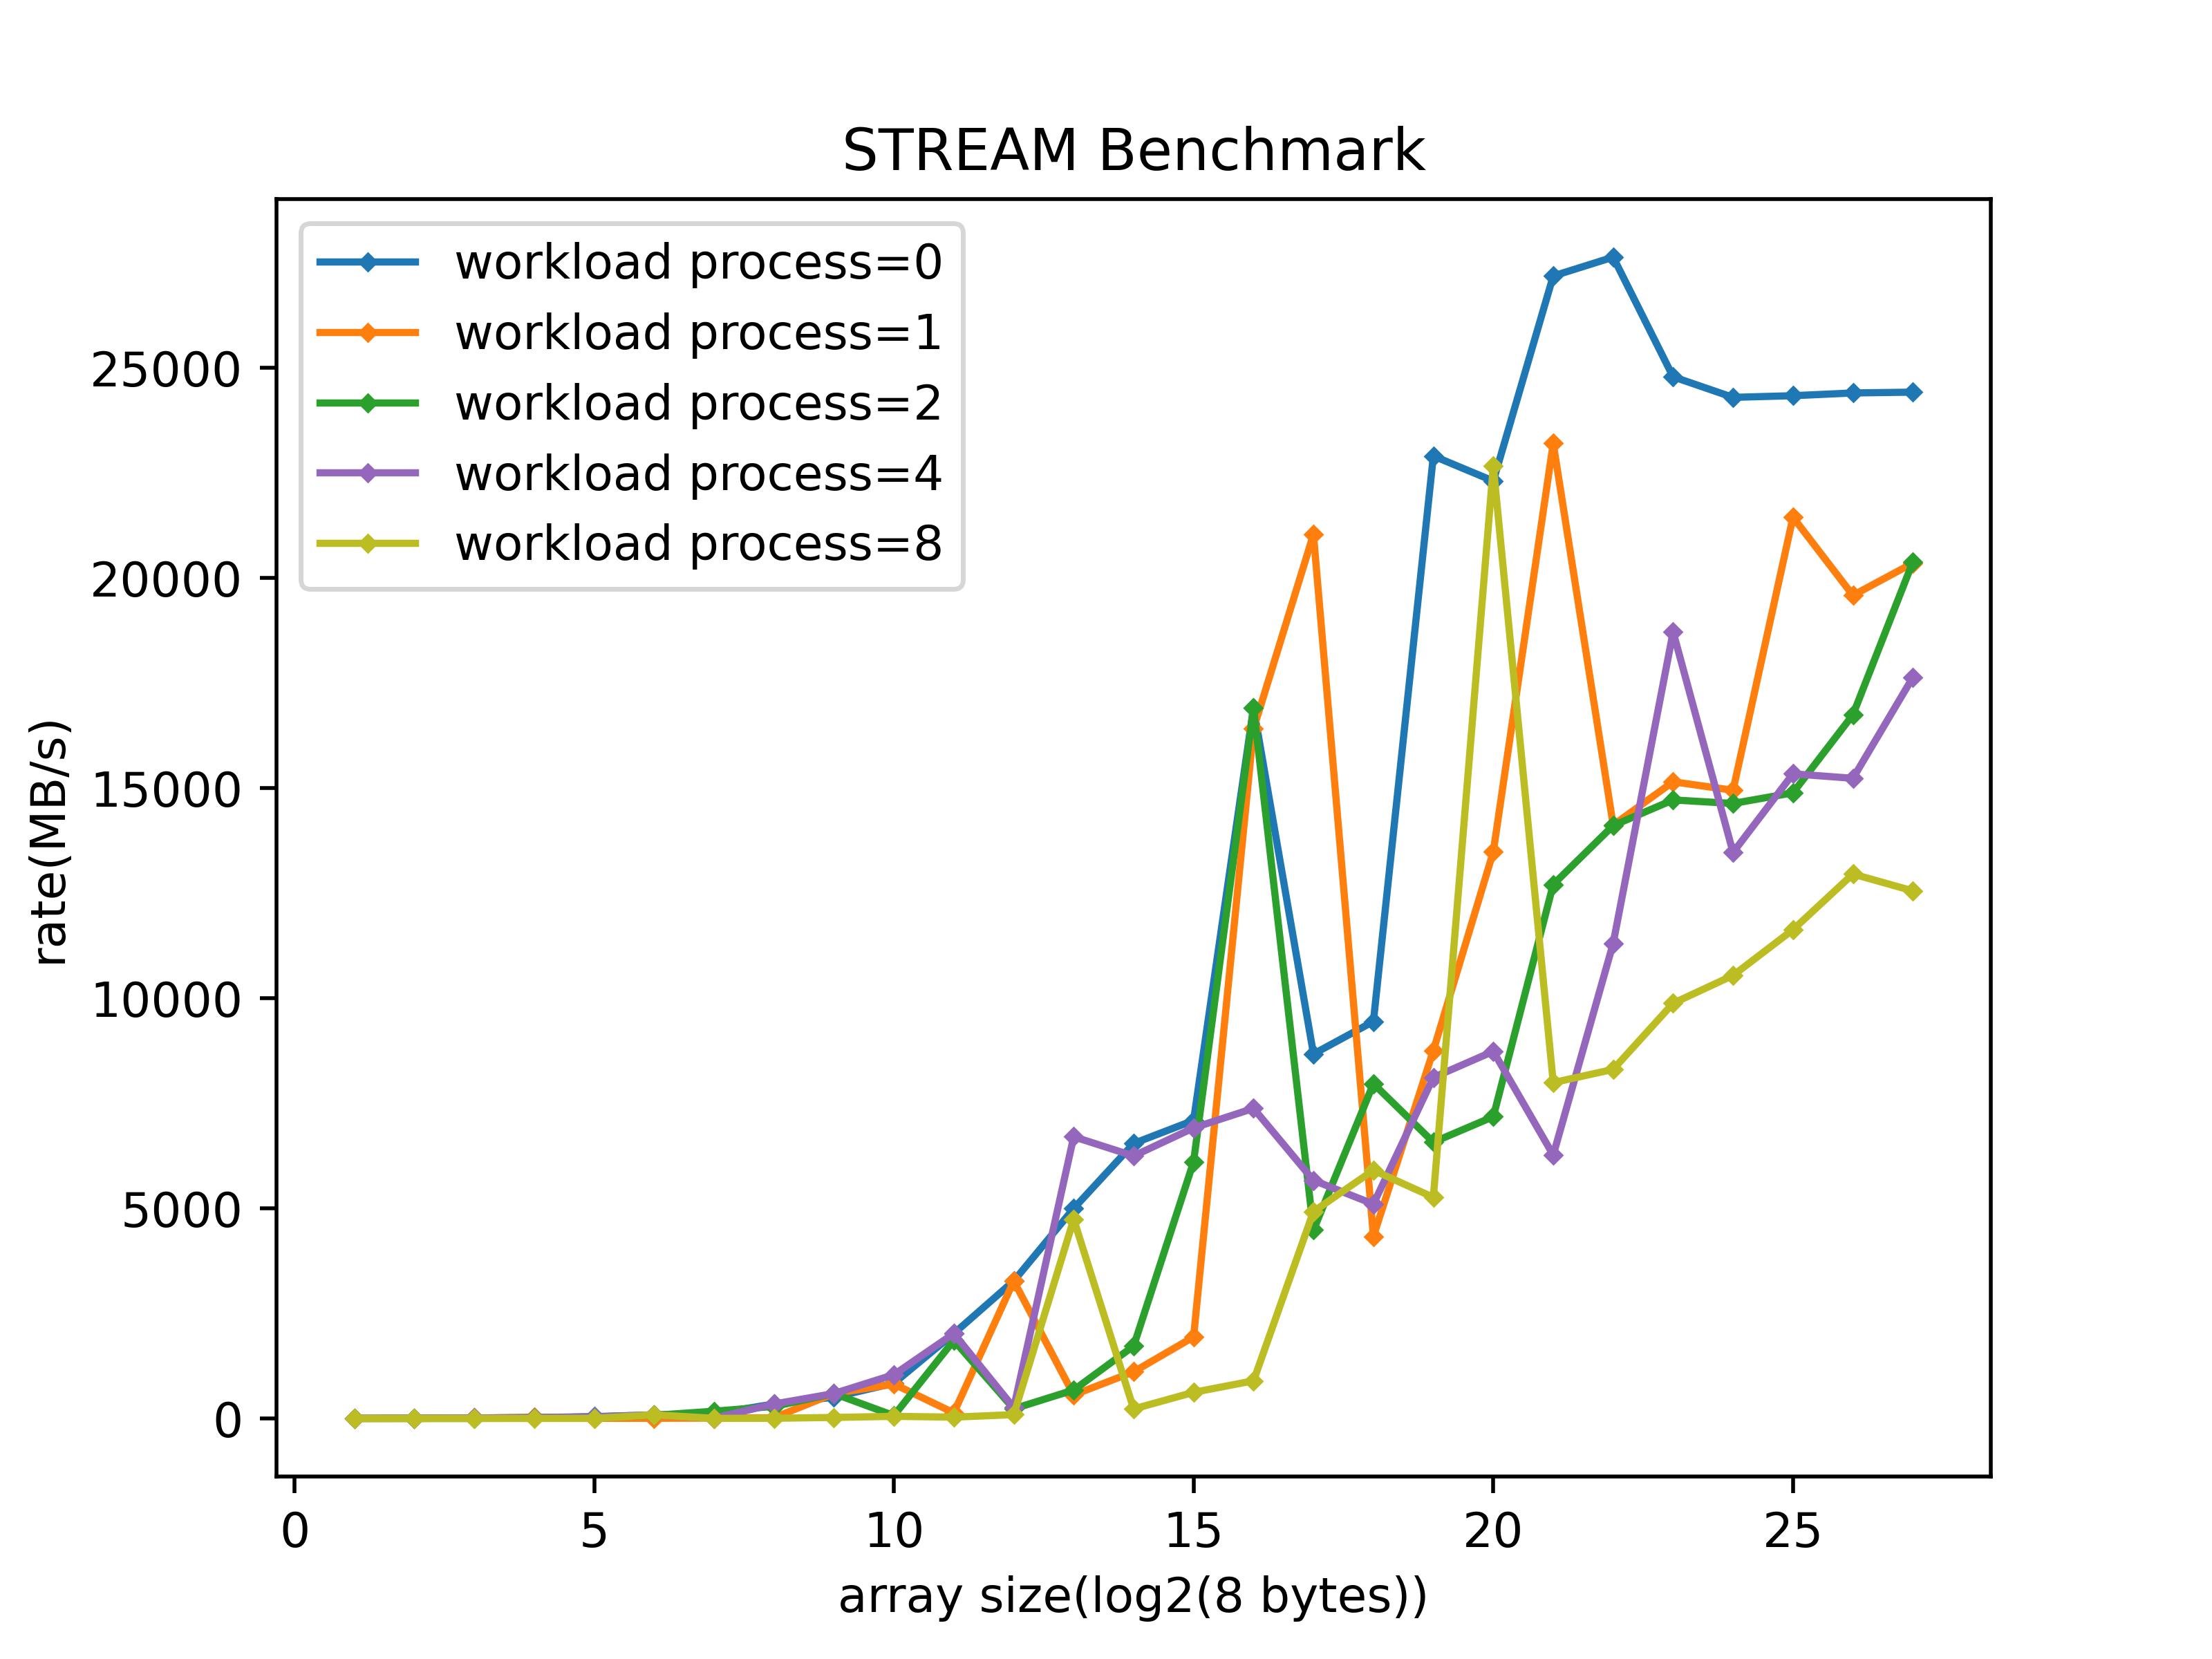 STREAM Benchmark
workload process=0
workload process=1
workload process=2
workload process=4
workload process=8
25000
20000
15000
10000
5000
0
rate(MB/s)
0 5 10 15 20 25
array size(log2(8 bytes))